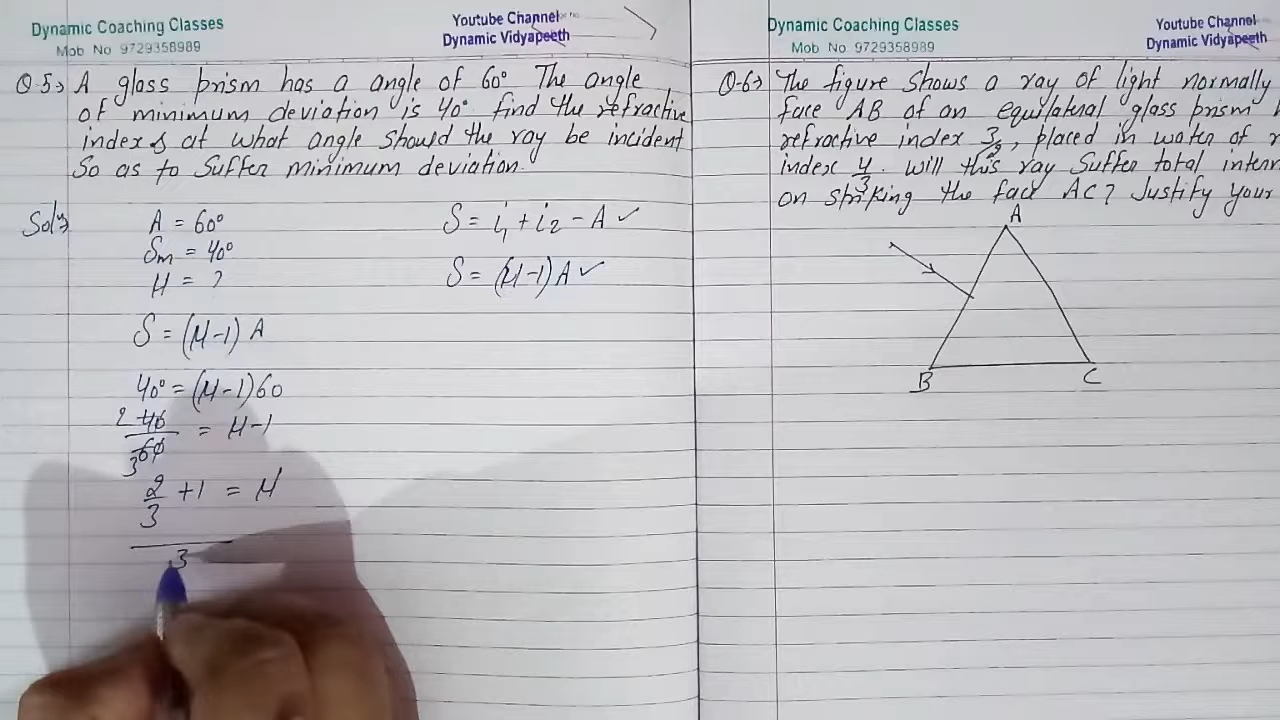 Dynamic Coaching Classes
Mob No 9729358989
Youtube Channel
Dynamic Vidyapeeth
Q.5> A glass prism has a angle of 60° The angle
of minimum deviation is 40° find the refractive
index & at what angle should the ray be incident
So as to Suffer minimum deviation.
Sol>
A = 60°
δm = 40°
μ = ?
δ = (μ-1) A
40° = (μ-1)60
2 40
3 60
= μ-1
2/3 + 1 = μ
3
δ = i1 + i2 - A ✓
δ = (μ-1)A ✓
Dynamic Coaching Classes
Mob No 9729358989
Youtube Channel
Dynamic Vidyapeeth
Q.6> The figure shows a ray of light normally
face AB of an equilateral glass prism
refractive index 3/2, placed in water of
index 4/3. will this ray Suffer total intern
on striking the face AC? Justify your
A
B
C